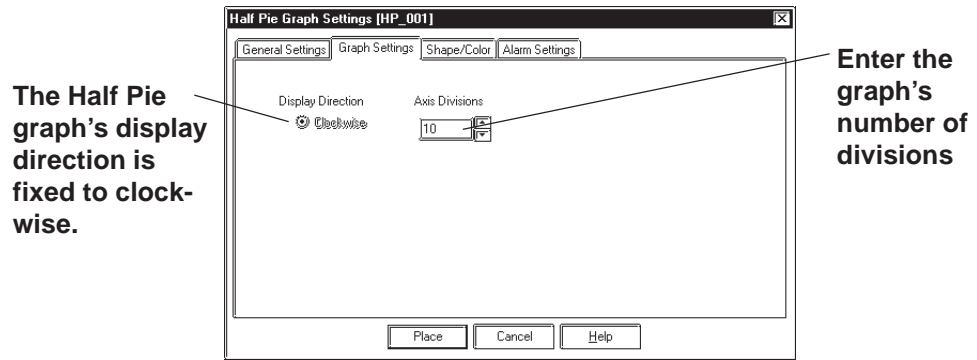 Half Pie Graph Settings [HP_001]
General Settings Graph Settings Shape/Color Alarm Settings
The Half Pie
graph's display
direction is
fixed to clock-
wise.
Display Direction
Clockwise
Axis Divisions
10
Enter the
graph's
number of
divisions
Place Cancel Help